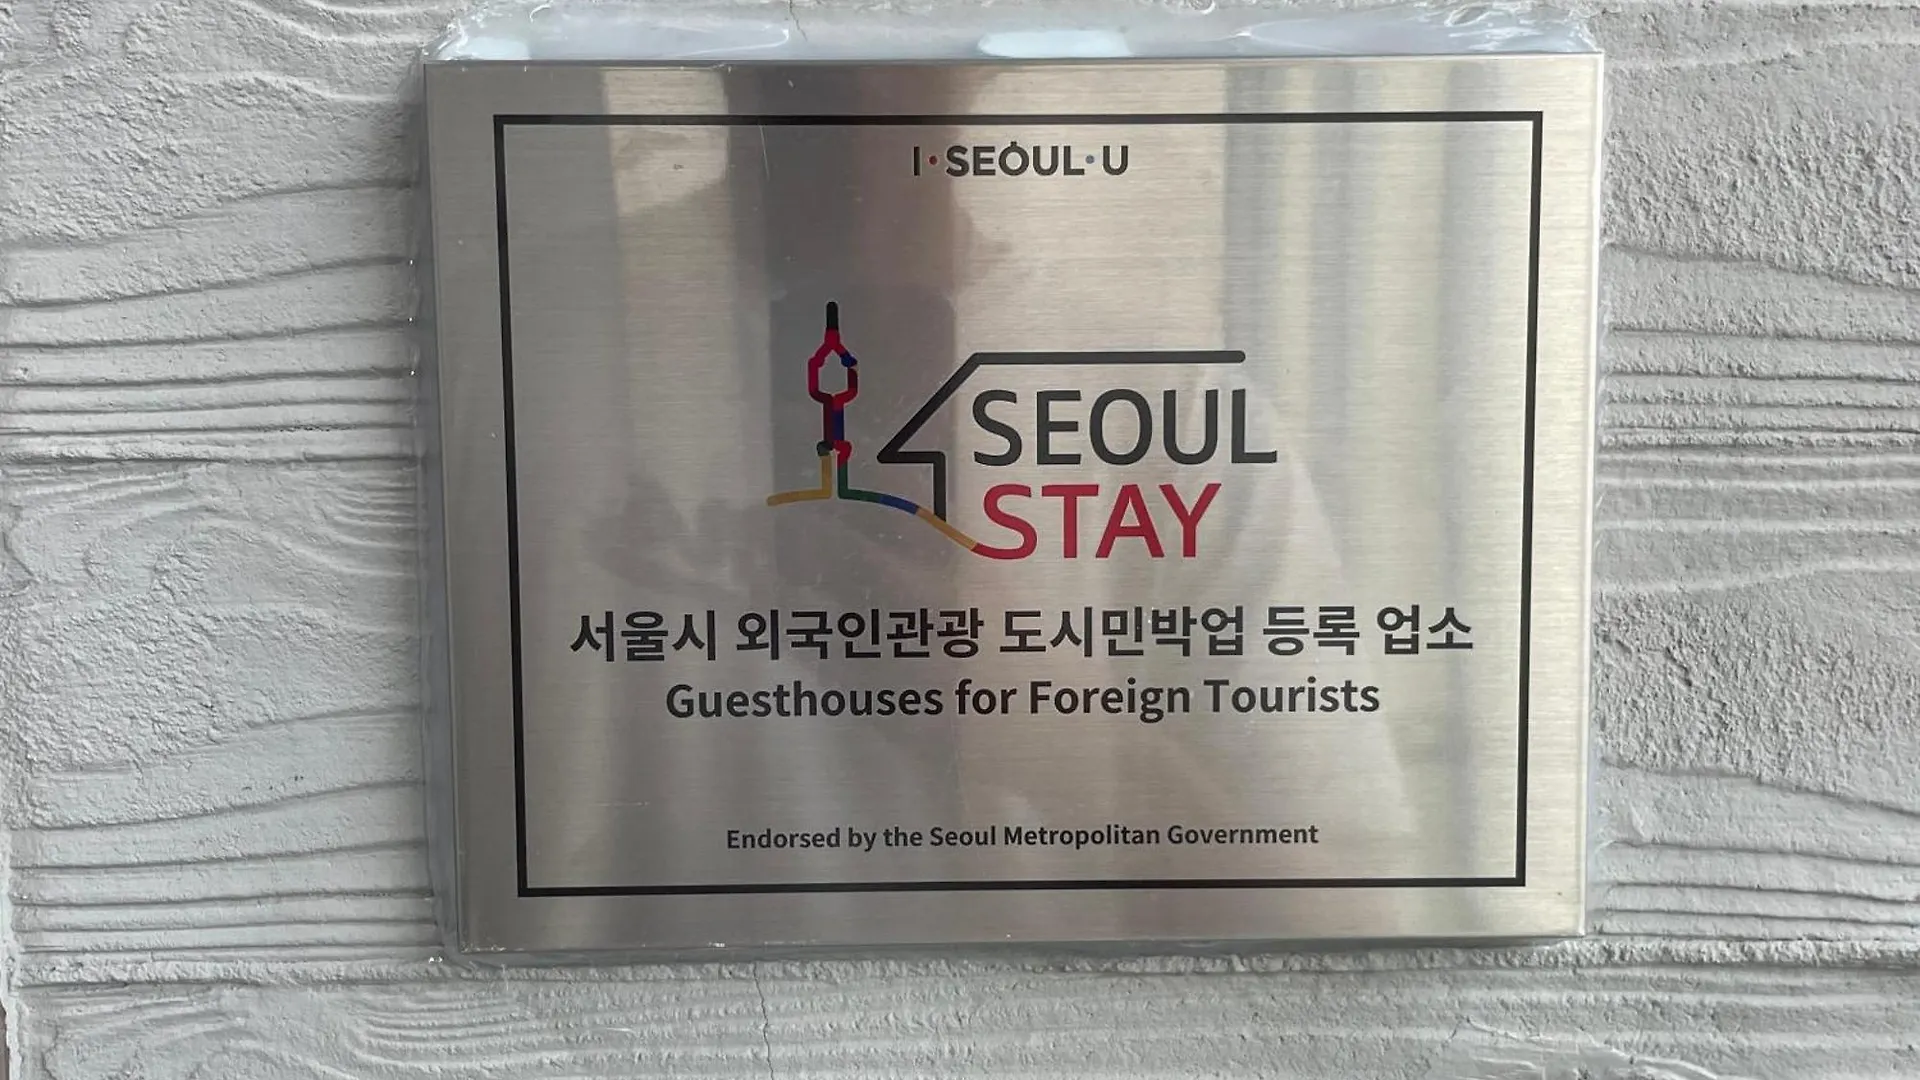 I·SEOUL·U
SEOUL
STAY
서울시 외국인관광 도시민박업 등록 업소
Guesthouses for Foreign Tourists
Endorsed by the Seoul Metropolitan Government